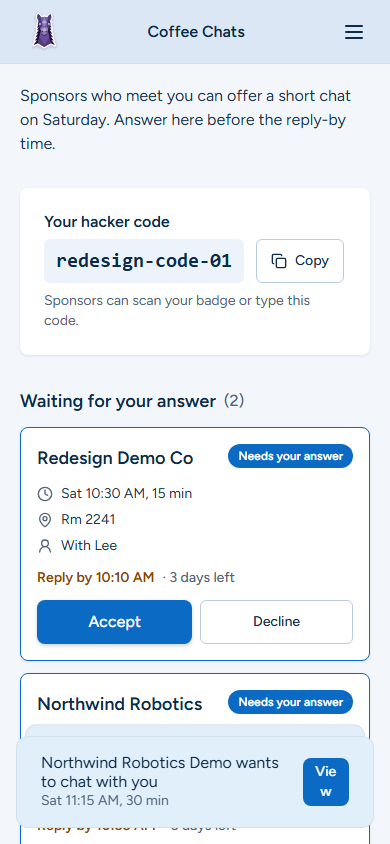 Coffee Chats
Sponsors who meet you can offer a short chat
on Saturday. Answer here before the reply-by
time.
Your hacker code
redesign-code-01
Copy
Sponsors can scan your badge or type this
code.
Waiting for your answer (2)
Redesign Demo Co
Needs your answer
Sat 10:30 AM, 15 min
Rm 2241
With Lee
Reply by 10:10 AM · 3 days left
Accept
Decline
Northwind Robotics
Needs your answer
Northwind Robotics Demo wants
to chat with you
Sat 11:15 AM, 30 min
Vie
w